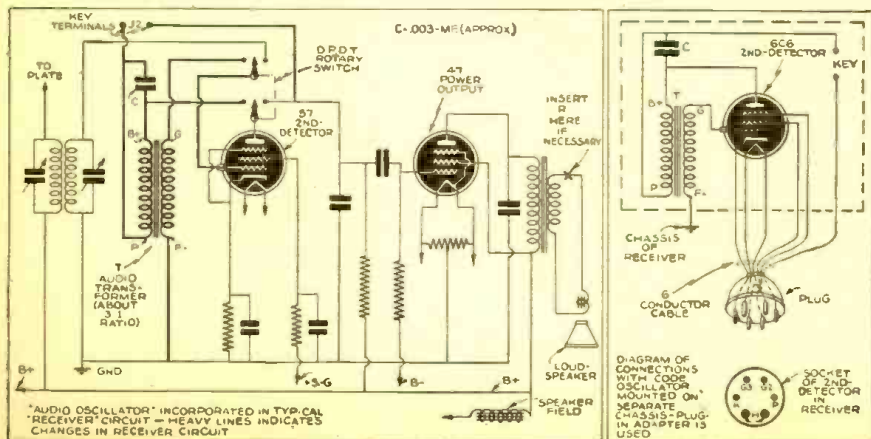 KEY
TERMINALS
J2
TO
PLATE
C
C=.003-MF (APPROX)
D.P.D.T.
ROTARY
SWITCH
57
2ND-
DETECTOR
47
POWER
OUTPUT
INSERT
R
HERE
IF
NECESSARY
B+
G
P
F-
T
AUDIO
TRANS-
FORMER
(ABOUT
3:1
RATIO)
GND
B+
+S.G.
B-
B+
LOUD-
SPEAKER
SPEAKER
FIELD
"AUDIO OSCILLATOR" INCORPORATED IN TYPICAL
"RECEIVER" CIRCUIT — HEAVY LINES INDICATES
CHANGES IN RECEIVER CIRCUIT
6C6
2ND-DETECTOR
C
KEY
B+
T
G
P
F-
CHASSIS
OF
RECEIVER
6
CONDUCTOR
CABLE
PLUG
DIAGRAM OF
CONNECTIONS
WITH CODE
OSCILLATOR
MOUNTED ON
SEPARATE
CHASSIS-PLUG-
IN ADAPTER IS
USED
G3
G2
K
P
H
H
SOCKET
OF 2ND-
DETECTOR
IN
RECEIVER